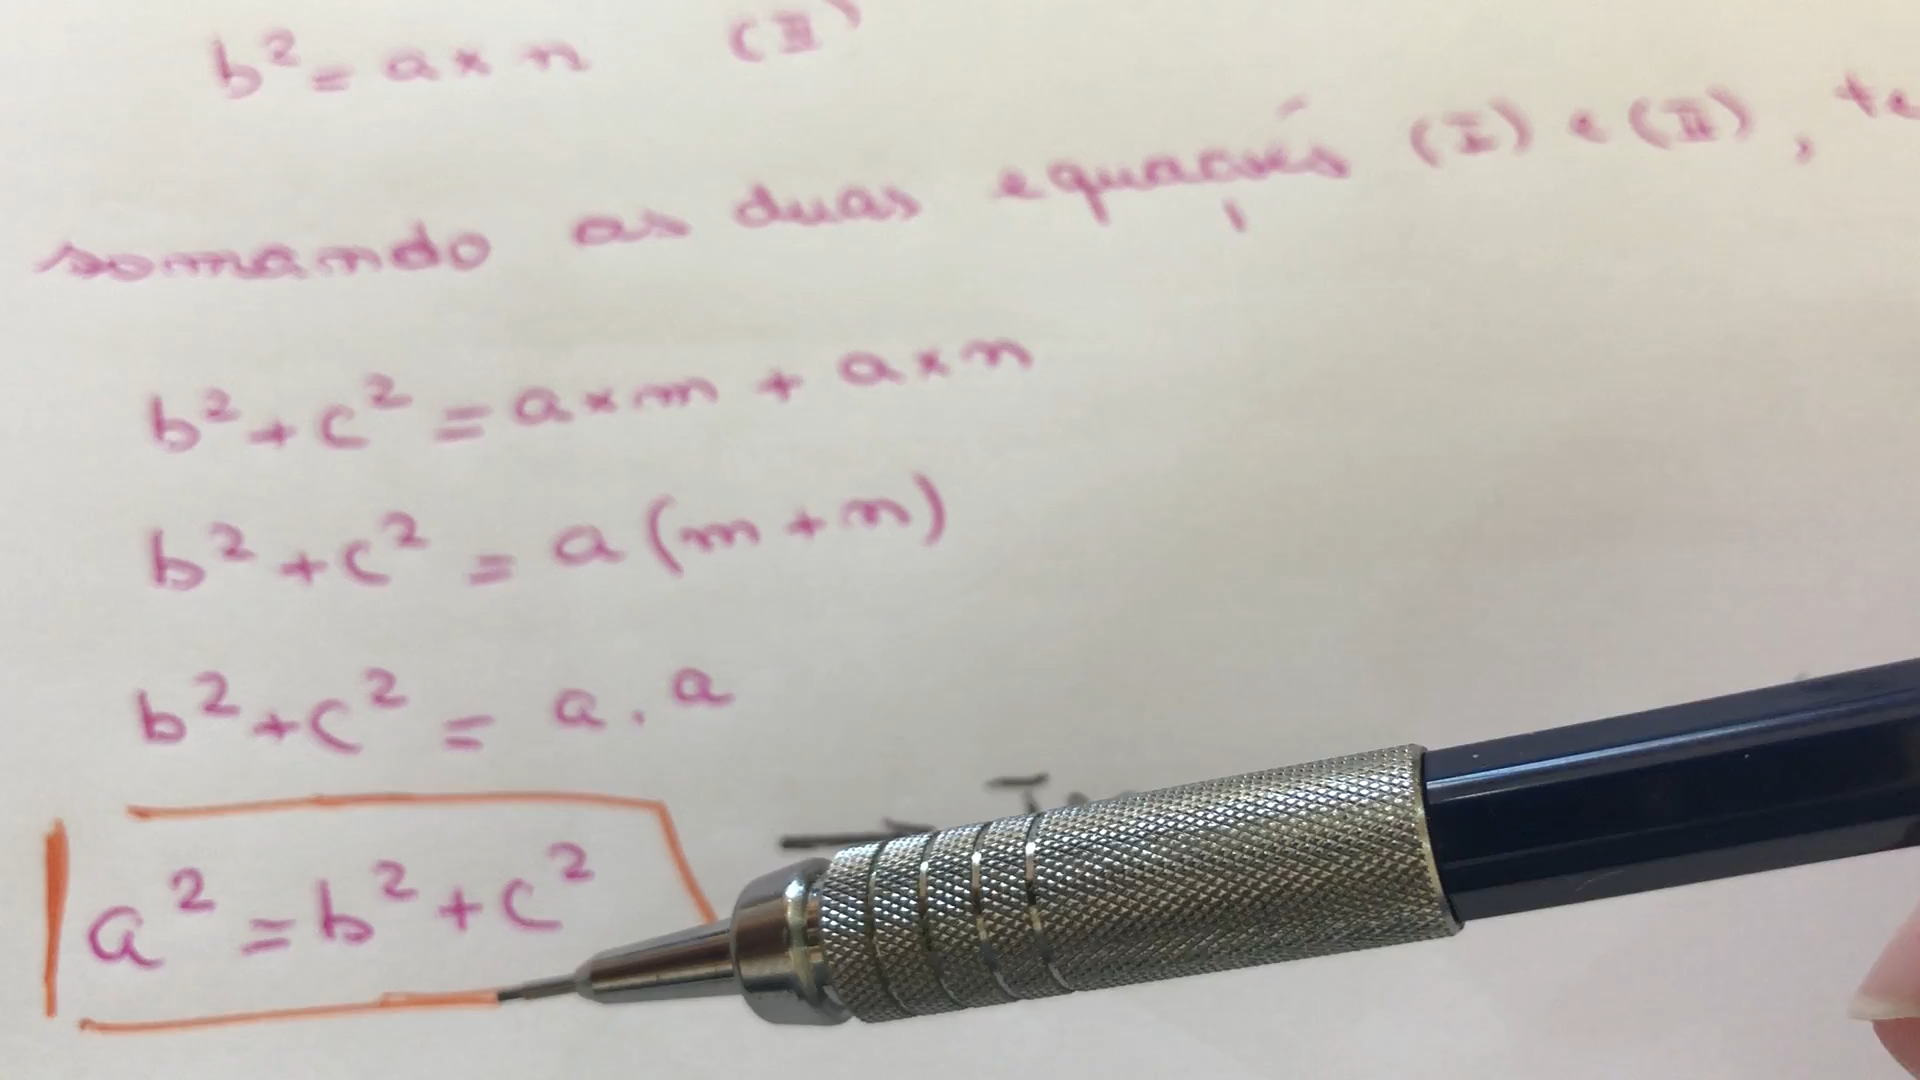 b² = a × n (II)
somando as duas equações (I) e (II), te
b² + c² = a × m + a × n
b² + c² = a (m + n)
b² + c² = a . a
a² = b² + c²